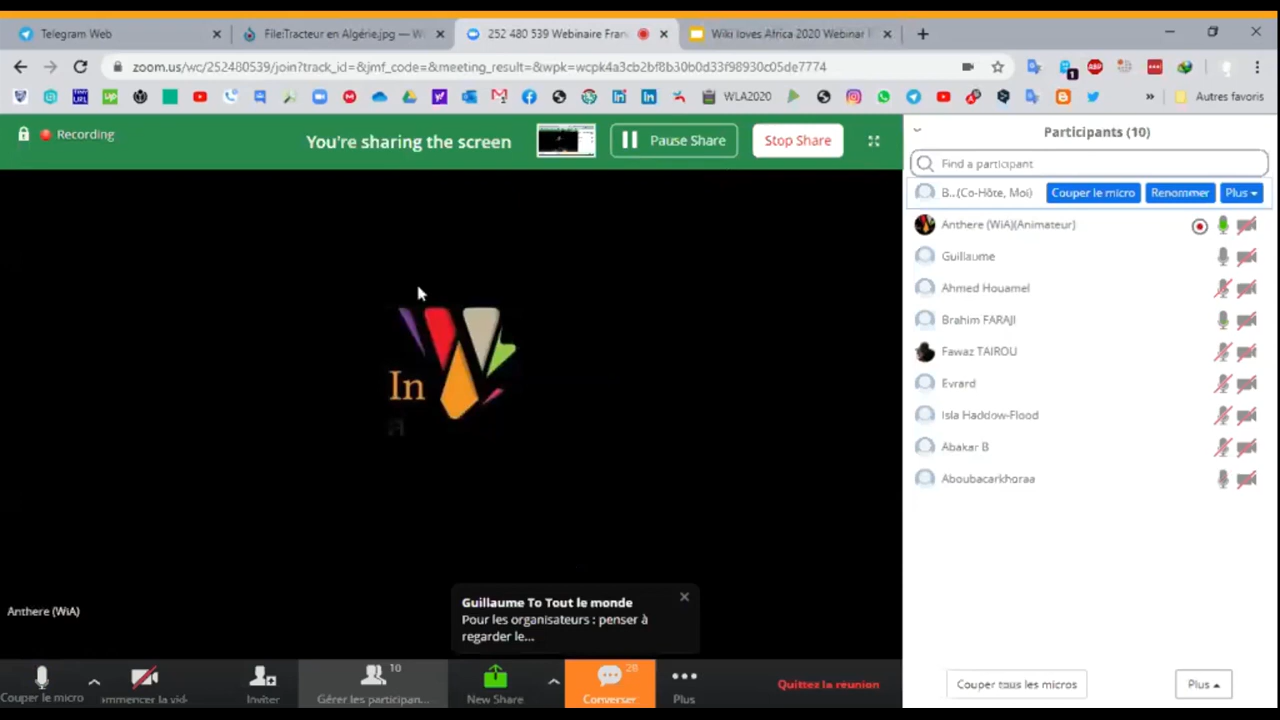 Telegram Web
File:Tracteur en Algérie.jpg — W
252 480 539 Webinaire Fran
Wiki loves Africa 2020 Webinar
zoom.us/wc/252480539/join?track_id=&jmf_code=&meeting_result=&wpk=wcpk4a3cb2bf8b30b0d33f98930c05de7774
WLA2020
Autres favoris
Recording
You're sharing the screen
Pause Share
Stop Share
Participants (10)
Find a participant
B...(Co-Hôte, Moi)
Couper le micro
Renommer
Plus
Anthere (WiA)(Animateur)
Guillaume
Ahmed Houamel
Brahim FARAJI
Fawaz TAIROU
Evrard
Isla Haddow-Flood
Abakar B
Aboubacarkhoraa
In
a
Guillaume To Tout le monde
Pour les organisateurs : penser à
regarder le...
Anthere (WiA)
10
Couper le micro
ommencer la vid
Inviter
Gérer les participan...
New Share
Converser
Plus
Quittez la réunion
Couper tous les micros
Plus